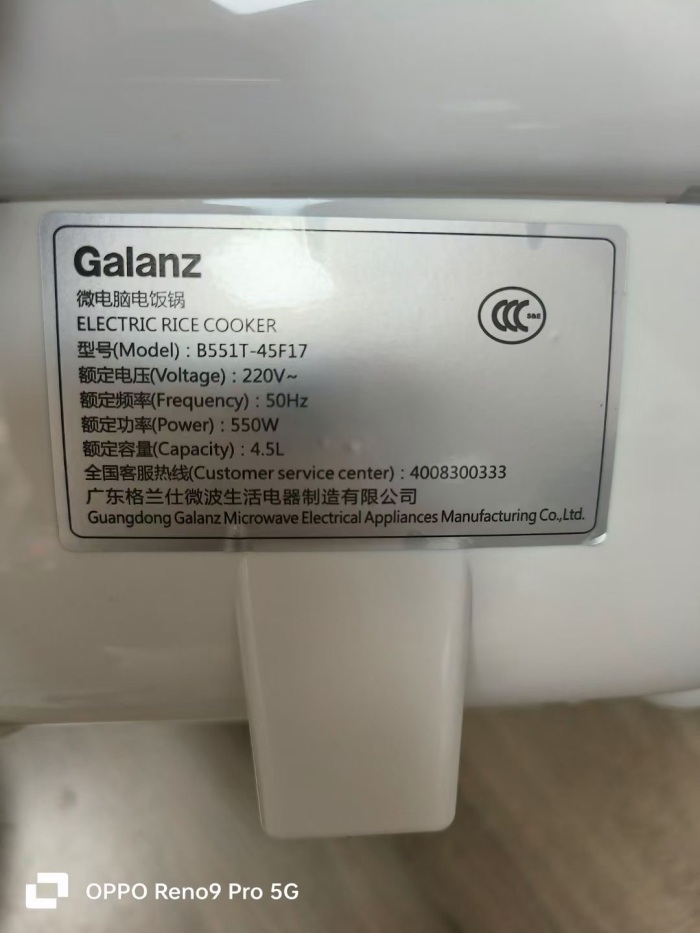 Galanz
微电脑电饭锅
ELECTRIC RICE COOKER
型号(Model)：B551T-45F17
额定电压(Voltage)：220V~
额定频率(Frequency)：50Hz
额定功率(Power)：550W
额定容量(Capacity)：4.5L
全国客服热线(Customer service center)：4008300333
广东格兰仕微波生活电器制造有限公司
Guangdong Galanz Microwave Electrical Appliances Manufacturing Co.,Ltd.
CCC S&E
OPPO Reno9 Pro 5G